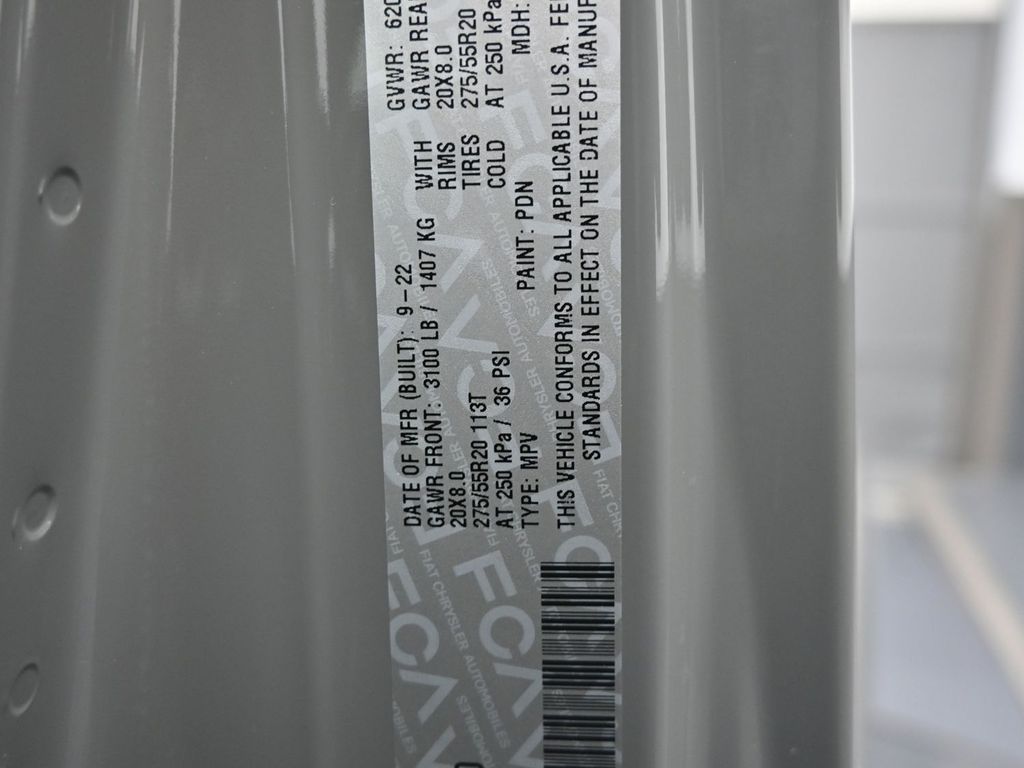 DATE OF MFR (BUILT): 9-22 GVWR: 620
GAWR FRONT: 3100 LB / 1407 KG WITH GAWR REA
20X8.0 RIMS 20X8.0
275/55R20 113T TIRES 275/55R20
AT 250 kPa / 36 PSI COLD AT 250 kPa
TYPE: MPV PAINT: PDN MDH:
THIS VEHICLE CONFORMS TO ALL APPLICABLE U.S.A. FE
STANDARDS IN EFFECT ON THE DATE OF MANUF
FIAT CHRYSLER AUTOMOBILES
FCA